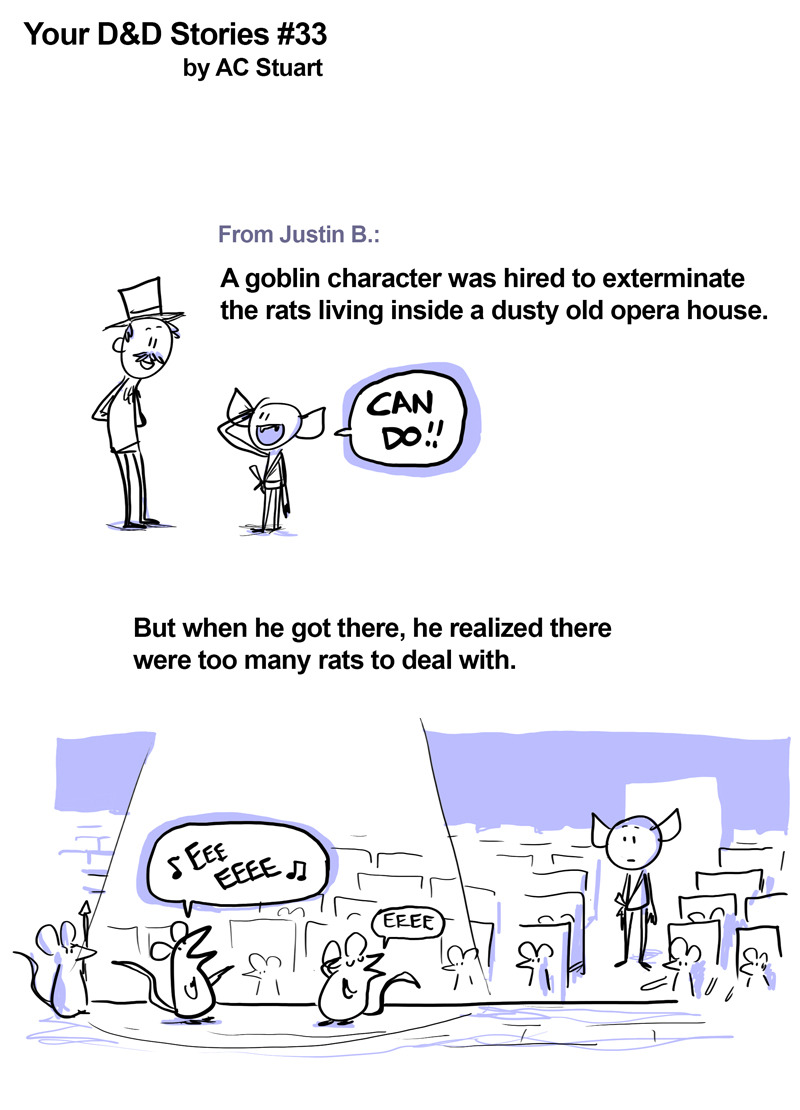 Your D&D Stories #33
by AC Stuart
From Justin B.:
A goblin character was hired to exterminate
the rats living inside a dusty old opera house.
CAN
DO!!
But when he got there, he realized there
were too many rats to deal with.
♪ EEE
EEEE ♫
EEEE